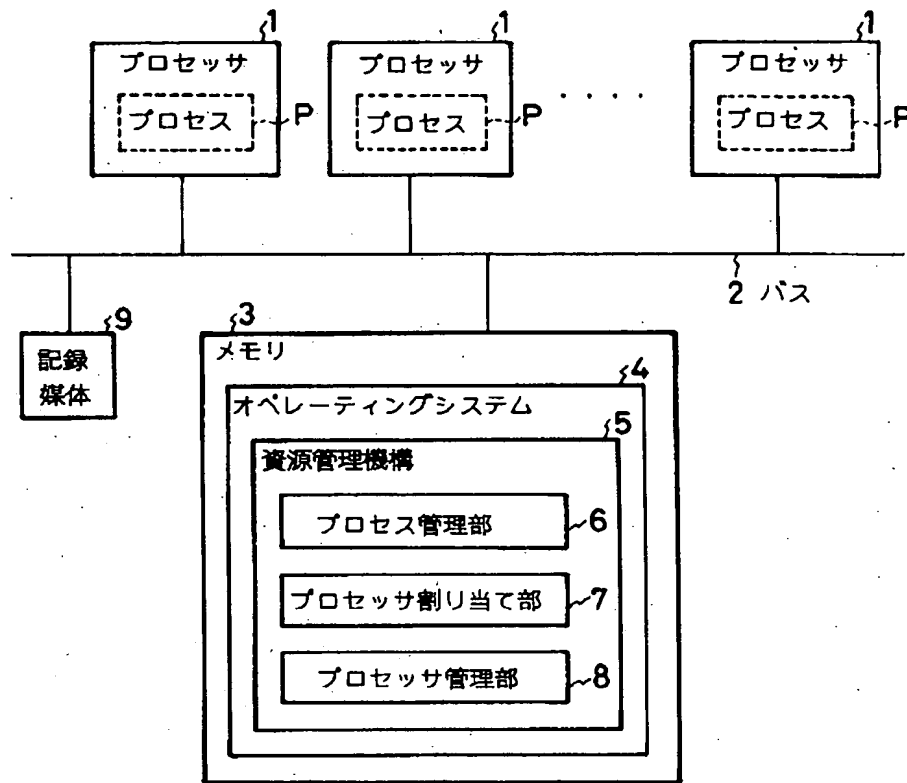 1 1 1
プロセッサ プロセッサ プロセッサ
プロセス P プロセス P ・・・・ プロセス P
2 バス
9
記録
媒体
3
メモリ
4
オペレーティングシステム
5
資源管理機構
プロセス管理部 6
プロセッサ割り当て部 7
プロセッサ管理部 8